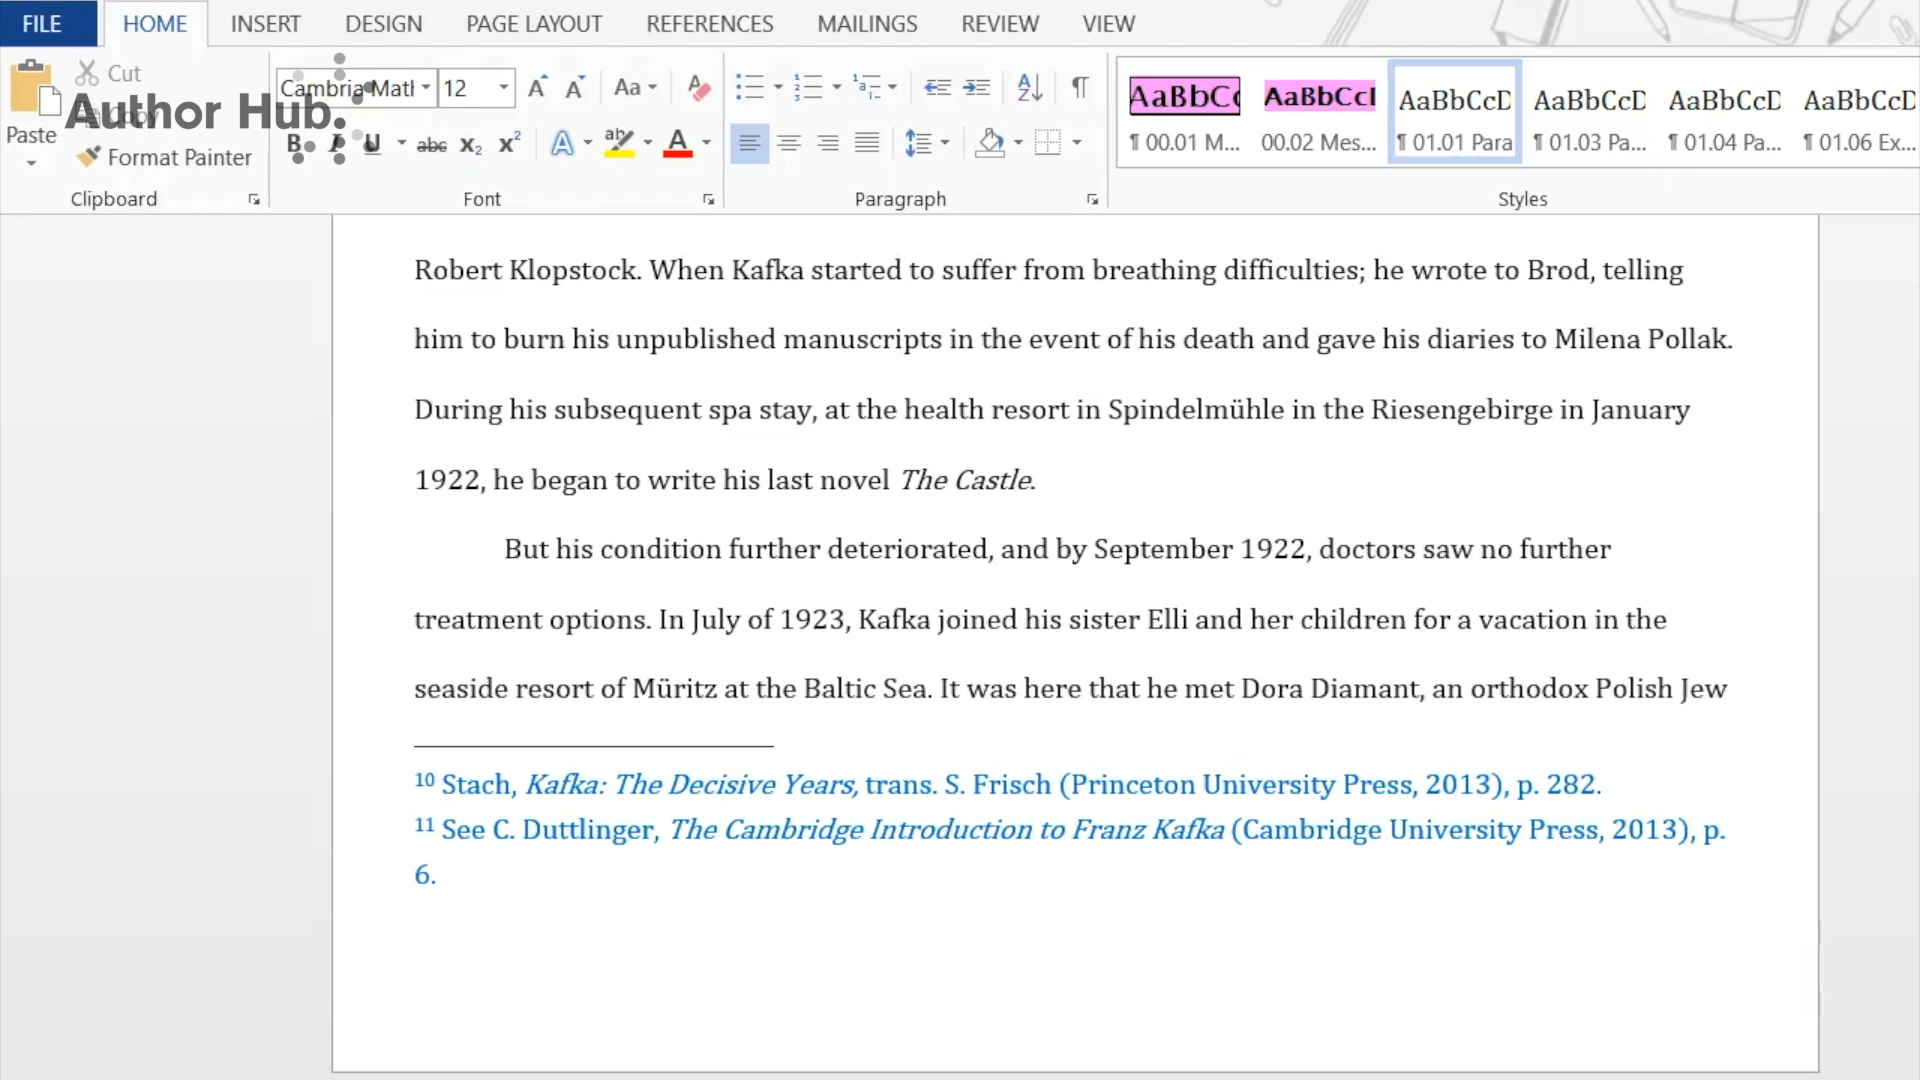 FILE HOME INSERT DESIGN PAGE LAYOUT REFERENCES MAILINGS REVIEW VIEW
Cut
Copy
Paste
Format Painter
Author Hub.
Cambria Math 12 Aa
B I U abc X₂ X² A aby A
AaBbCc AaBbCcI AaBbCcD AaBbCcD AaBbCcD AaBbCcD
¶ 00.01 M... 00.02 Mes... ¶ 01.01 Para ¶ 01.03 Pa... ¶ 01.04 Pa... ¶ 01.06 Ex...
Clipboard Font Paragraph Styles
Robert Klopstock. When Kafka started to suffer from breathing difficulties; he wrote to Brod, telling
him to burn his unpublished manuscripts in the event of his death and gave his diaries to Milena Pollak.
During his subsequent spa stay, at the health resort in Spindelmühle in the Riesengebirge in January
1922, he began to write his last novel The Castle.
But his condition further deteriorated, and by September 1922, doctors saw no further
treatment options. In July of 1923, Kafka joined his sister Elli and her children for a vacation in the
seaside resort of Müritz at the Baltic Sea. It was here that he met Dora Diamant, an orthodox Polish Jew
10 Stach, Kafka: The Decisive Years, trans. S. Frisch (Princeton University Press, 2013), p. 282.
11 See C. Duttlinger, The Cambridge Introduction to Franz Kafka (Cambridge University Press, 2013), p.
6.